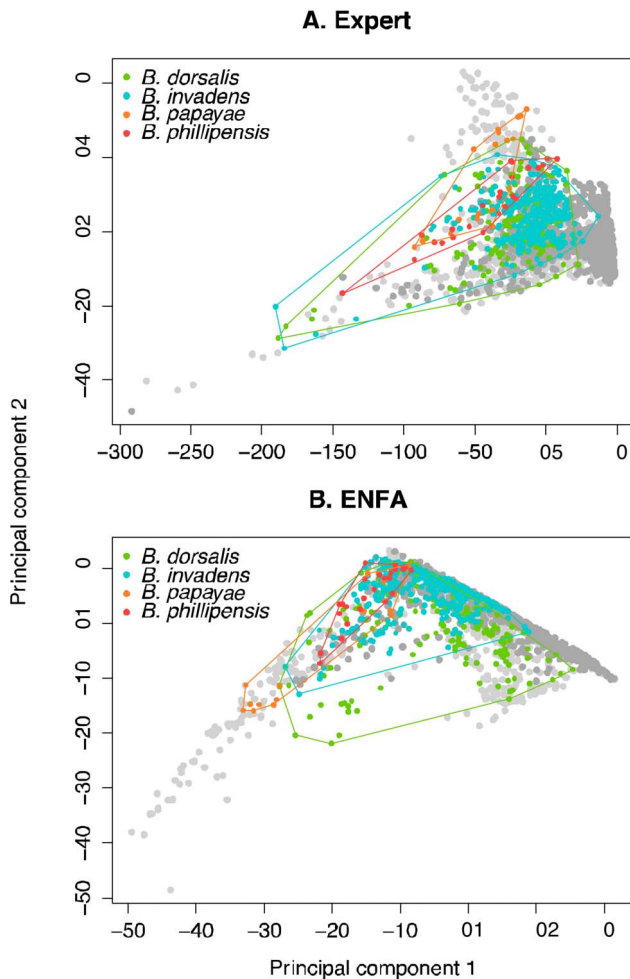 A. Expert
B. dorsalis
B. invadens
B. papayae
B. phillipensis
0
04
02
0
−20
−40
−300
−250
−200
−150
−100
−50
05
0
Principal component 2
B. ENFA
B. dorsalis
B. invadens
B. papayae
B. phillipensis
0
01
0
−10
−20
−30
−40
−50
−50
−40
−30
−20
−10
01
02
0
Principal component 1